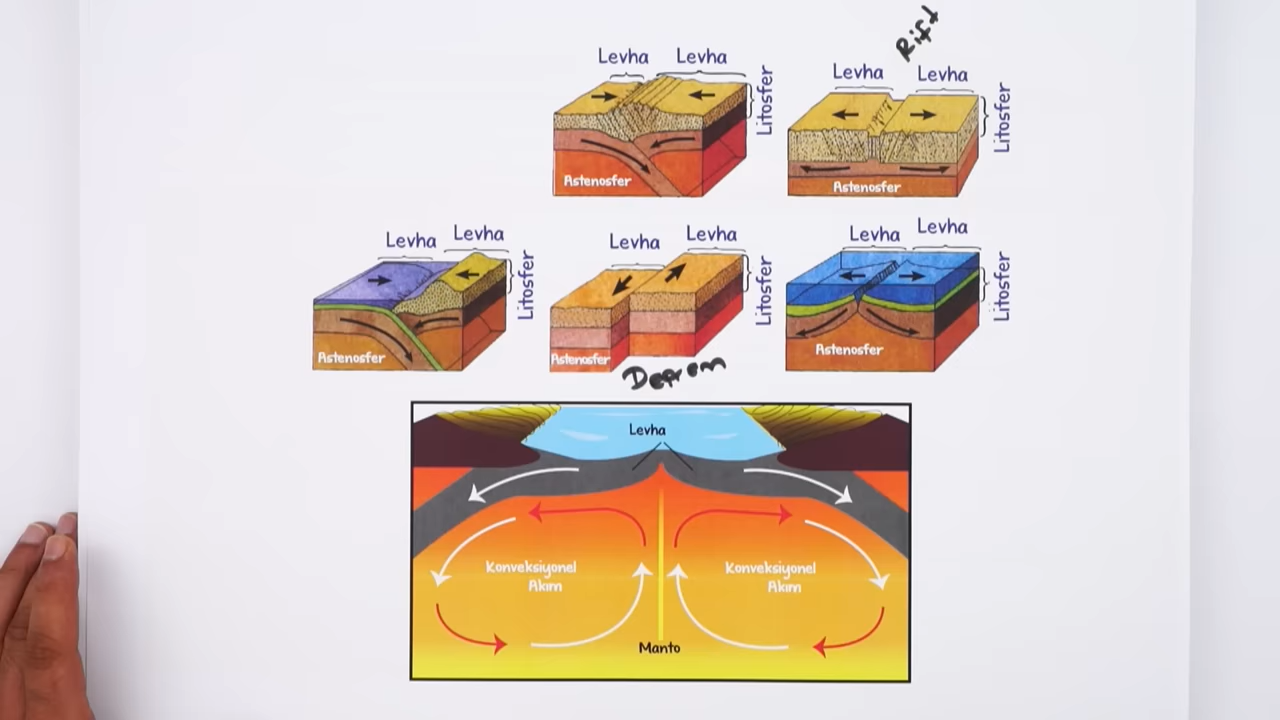 Levha
Levha
Litosfer
Astenosfer
Rift
Levha
Levha
Litosfer
Astenosfer
Levha
Levha
Litosfer
Astenosfer
Levha
Levha
Litosfer
Astenosfer
Deprem
Levha
Levha
Litosfer
Astenosfer
Levha
Konveksiyonel
Akım
Konveksiyonel
Akım
Manto